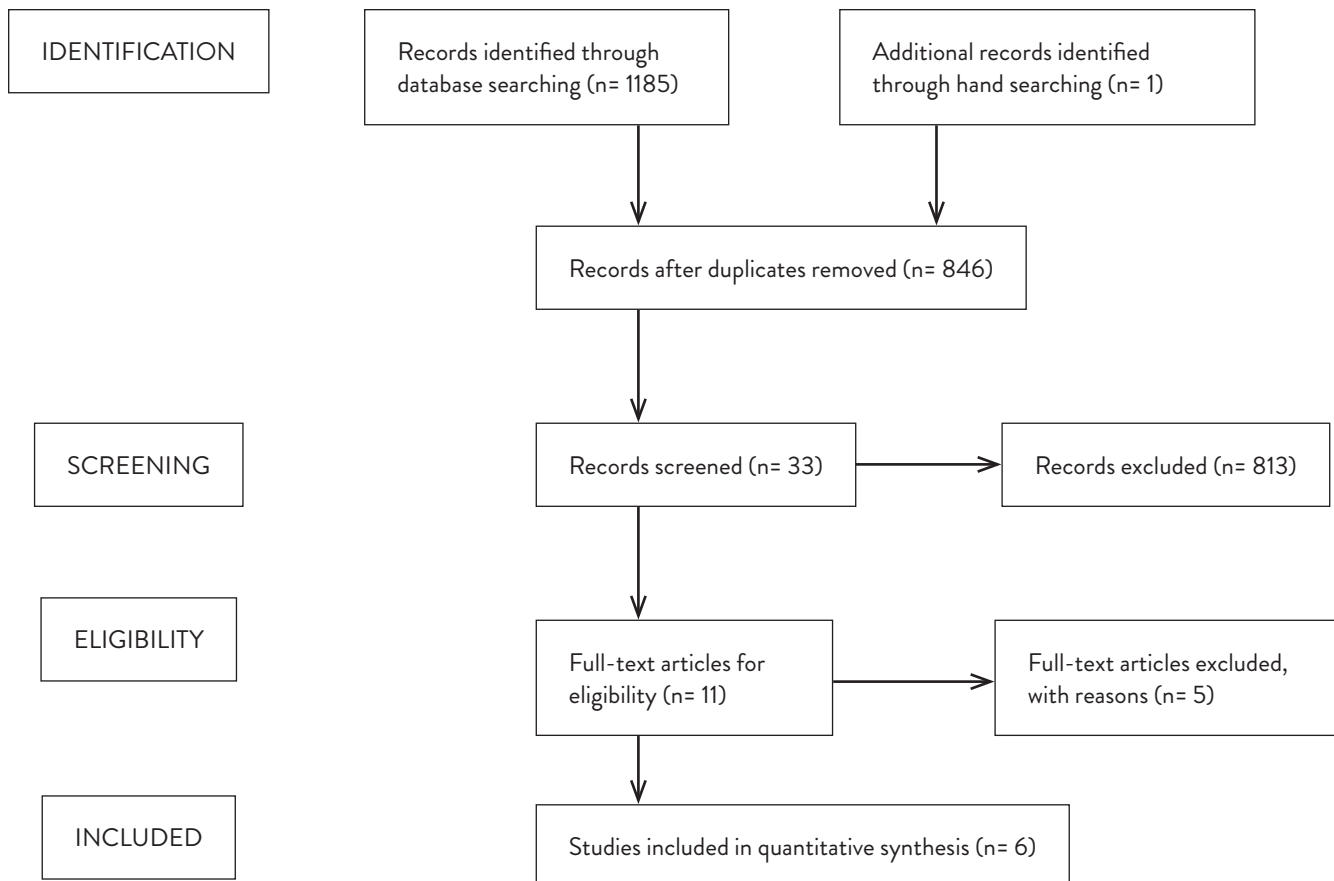 IDENTIFICATION
Records identified through
database searching (n= 1185)
Additional records identified
through hand searching (n= 1)
Records after duplicates removed (n= 846)
SCREENING
Records screened (n= 33)
Records excluded (n= 813)
ELIGIBILITY
Full-text articles for
eligibility (n= 11)
Full-text articles excluded,
with reasons (n= 5)
INCLUDED
Studies included in quantitative synthesis (n= 6)